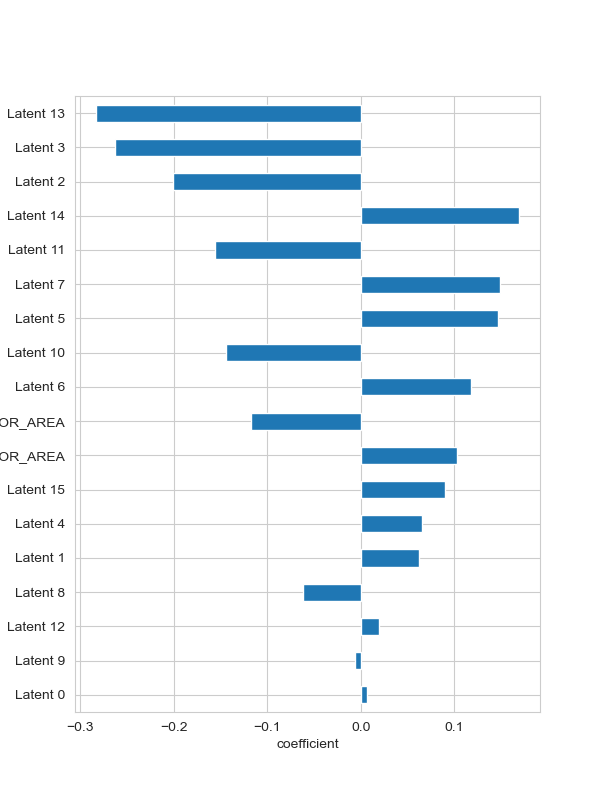 Latent 13
Latent 3
Latent 2
Latent 14
Latent 11
Latent 7
Latent 5
Latent 10
Latent 6
OR_AREA
OR_AREA
Latent 15
Latent 4
Latent 1
Latent 8
Latent 12
Latent 9
Latent 0
−0.3 −0.2 −0.1 0.0 0.1
coefficient